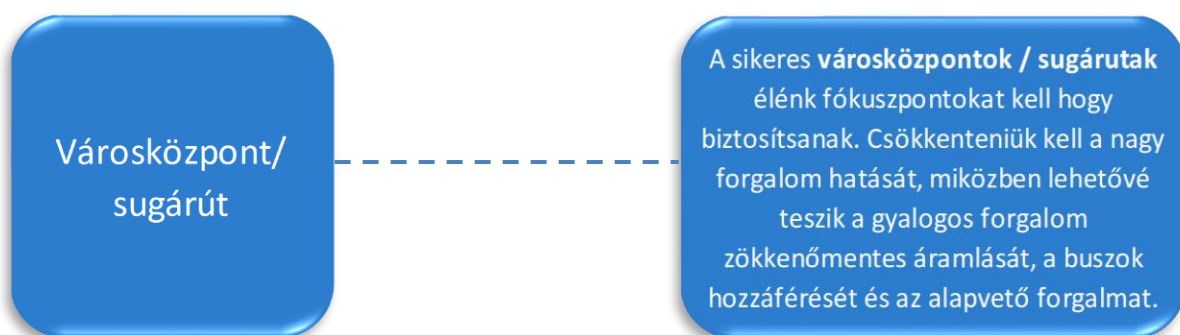 Városközpont/
sugárút
A sikeres városközpontok / sugárutak
élénk fókuszpontokat kell hogy
biztosítsanak. Csökkenteniük kell a nagy
forgalom hatását, miközben lehetővé
teszik a gyalogos forgalom
zökkenőmentes áramlását, a buszok
hozzáférését és az alapvető forgalmat.